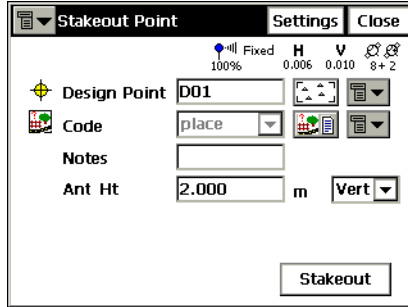 Stakeout Point Settings Close
Fixed H V
100% 0.006 0.010 8+2
Design Point D01
Code place
Notes
Ant Ht 2.000 m Vert
Stakeout